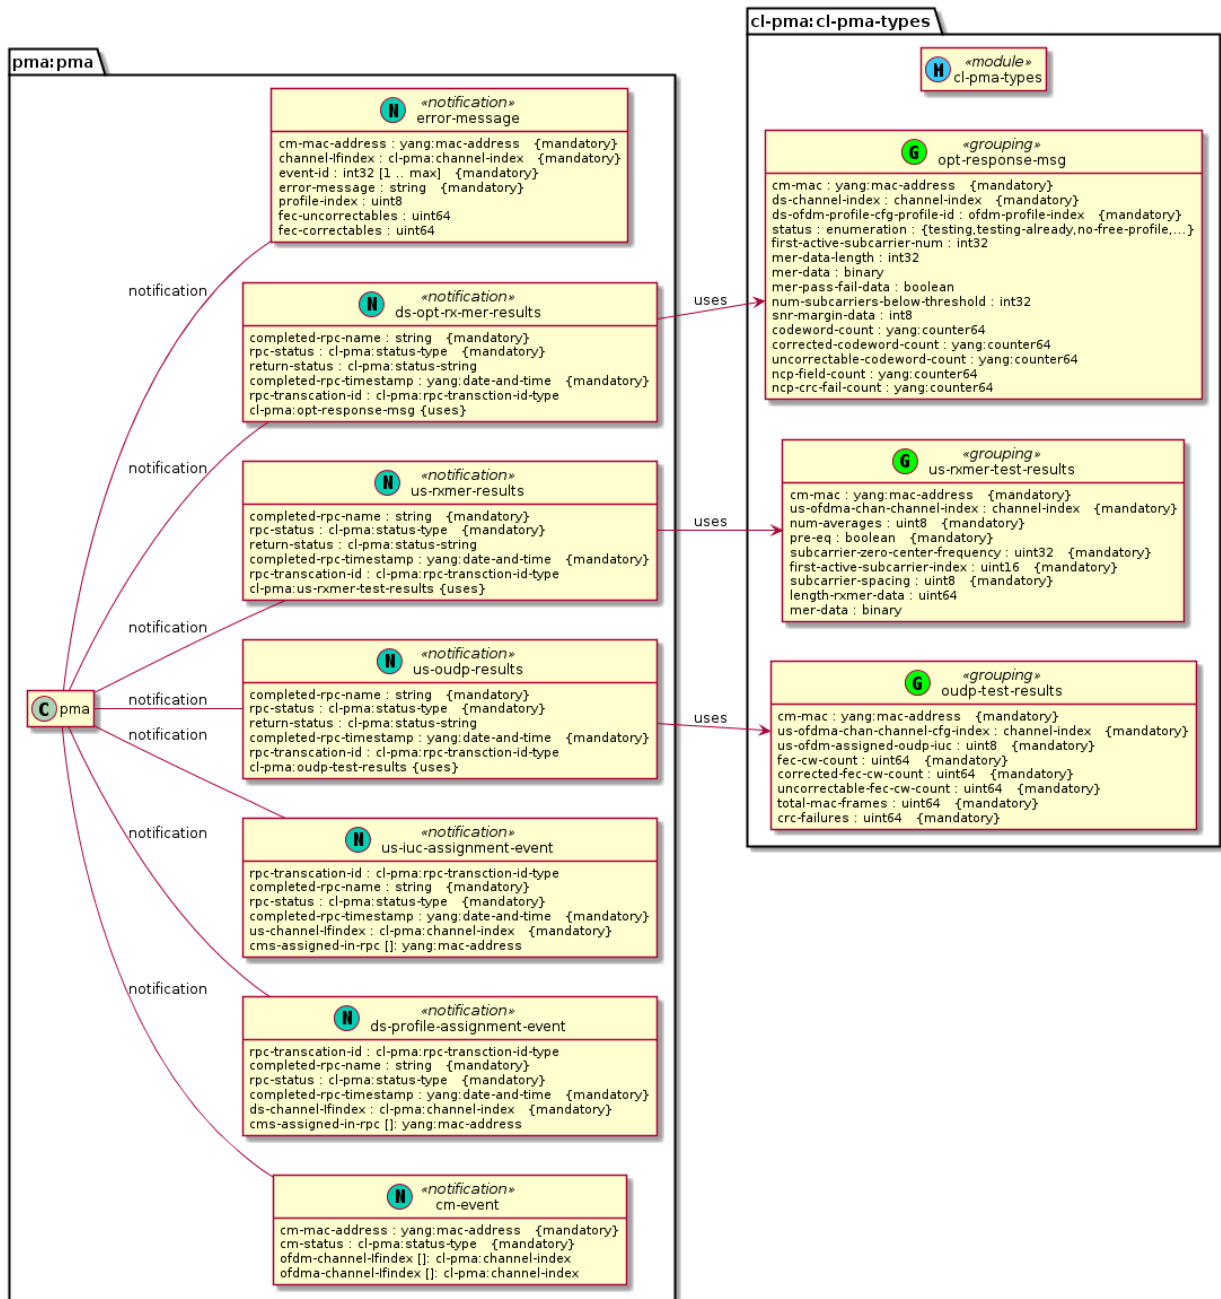 pma:pma
N «notification»
error-message
cm-mac-address : yang:mac-address {mandatory}
channel-Ifindex : cl-pma:channel-index {mandatory}
event-id : int32 [1 .. max] {mandatory}
error-message : string {mandatory}
profile-index : uint8
fec-uncorrectables : uint64
fec-correctables : uint64
notification
N «notification»
ds-opt-rx-mer-results
completed-rpc-name : string {mandatory}
rpc-status : cl-pma:status-type {mandatory}
return-status : cl-pma:status-string
completed-rpc-timestamp : yang:date-and-time {mandatory}
rpc-transcation-id : cl-pma:rpc-transction-id-type
cl-pma:opt-response-msg {uses}
notification
N «notification»
us-rxmer-results
completed-rpc-name : string {mandatory}
rpc-status : cl-pma:status-type {mandatory}
return-status : cl-pma:status-string
completed-rpc-timestamp : yang:date-and-time {mandatory}
rpc-transcation-id : cl-pma:rpc-transction-id-type
cl-pma:us-rxmer-test-results {uses}
notification
N «notification»
us-oudp-results
completed-rpc-name : string {mandatory}
rpc-status : cl-pma:status-type {mandatory}
return-status : cl-pma:status-string
completed-rpc-timestamp : yang:date-and-time {mandatory}
rpc-transcation-id : cl-pma:rpc-transction-id-type
cl-pma:oudp-test-results {uses}
C pma
notification
notification
N «notification»
us-iuc-assignment-event
rpc-transcation-id : cl-pma:rpc-transction-id-type
completed-rpc-name : string {mandatory}
rpc-status : cl-pma:status-type {mandatory}
completed-rpc-timestamp : yang:date-and-time {mandatory}
us-channel-Ifindex : cl-pma:channel-index {mandatory}
cms-assigned-in-rpc []: yang:mac-address
notification
N «notification»
ds-profile-assignment-event
rpc-transcation-id : cl-pma:rpc-transction-id-type
completed-rpc-name : string {mandatory}
rpc-status : cl-pma:status-type {mandatory}
completed-rpc-timestamp : yang:date-and-time {mandatory}
ds-channel-Ifindex : cl-pma:channel-index {mandatory}
cms-assigned-in-rpc []: yang:mac-address
notification
N «notification»
cm-event
cm-mac-address : yang:mac-address {mandatory}
cm-status : cl-pma:status-type {mandatory}
ofdm-channel-Ifindex []: cl-pma:channel-index
ofdma-channel-Ifindex []: cl-pma:channel-index
cl-pma:cl-pma-types
M «module»
cl-pma-types
uses
G «grouping»
opt-response-msg
cm-mac : yang:mac-address {mandatory}
ds-channel-index : channel-index {mandatory}
ds-ofdm-profile-cfg-profile-id : ofdm-profile-index {mandatory}
status : enumeration : {testing,testing-already,no-free-profile,...}
first-active-subcarrier-num : int32
mer-data-length : int32
mer-data : binary
mer-pass-fail-data : boolean
num-subcarriers-below-threshold : int32
snr-margin-data : int8
codeword-count : yang:counter64
corrected-codeword-count : yang:counter64
uncorrectable-codeword-count : yang:counter64
ncp-field-count : yang:counter64
ncp-crc-fail-count : yang:counter64
uses
G «grouping»
us-rxmer-test-results
cm-mac : yang:mac-address {mandatory}
us-ofdma-chan-channel-index : channel-index {mandatory}
num-averages : uint8 {mandatory}
pre-eq : boolean {mandatory}
subcarrier-zero-center-frequency : uint32 {mandatory}
first-active-subcarrier-index : uint16 {mandatory}
subcarrier-spacing : uint8 {mandatory}
length-rxmer-data : uint64
mer-data : binary
uses
G «grouping»
oudp-test-results
cm-mac : yang:mac-address {mandatory}
us-ofdma-chan-channel-cfg-index : channel-index {mandatory}
us-ofdm-assigned-oudp-iuc : uint8 {mandatory}
fec-cw-count : uint64 {mandatory}
corrected-fec-cw-count : uint64 {mandatory}
uncorrectable-fec-cw-count : uint64 {mandatory}
total-mac-frames : uint64 {mandatory}
crc-failures : uint64 {mandatory}